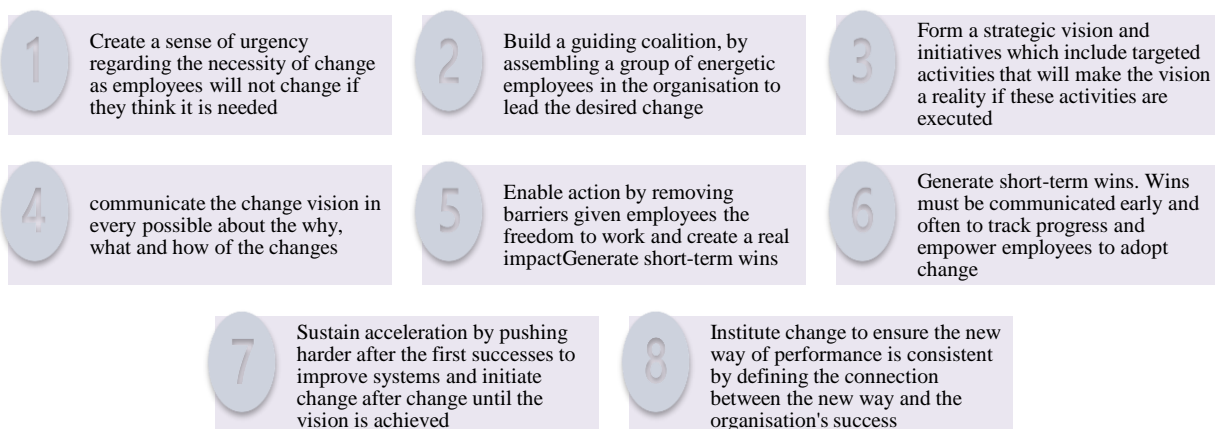 1
Create a sense of urgency
regarding the necessity of change
as employees will not change if
they think it is needed
2
Build a guiding coalition, by
assembling a group of energetic
employees in the organisation to
lead the desired change
3
Form a strategic vision and
initiatives which include targeted
activities that will make the vision
a reality if these activities are
executed
4
communicate the change vision in
every possible about the why,
what and how of the changes
5
Enable action by removing
barriers given employees the
freedom to work and create a real
impactGenerate short-term wins
6
Generate short-term wins. Wins
must be communicated early and
often to track progress and
empower employees to adopt
change
7
Sustain acceleration by pushing
harder after the first successes to
improve systems and initiate
change after change until the
vision is achieved
8
Institute change to ensure the new
way of performance is consistent
by defining the connection
between the new way and the
organisation's success